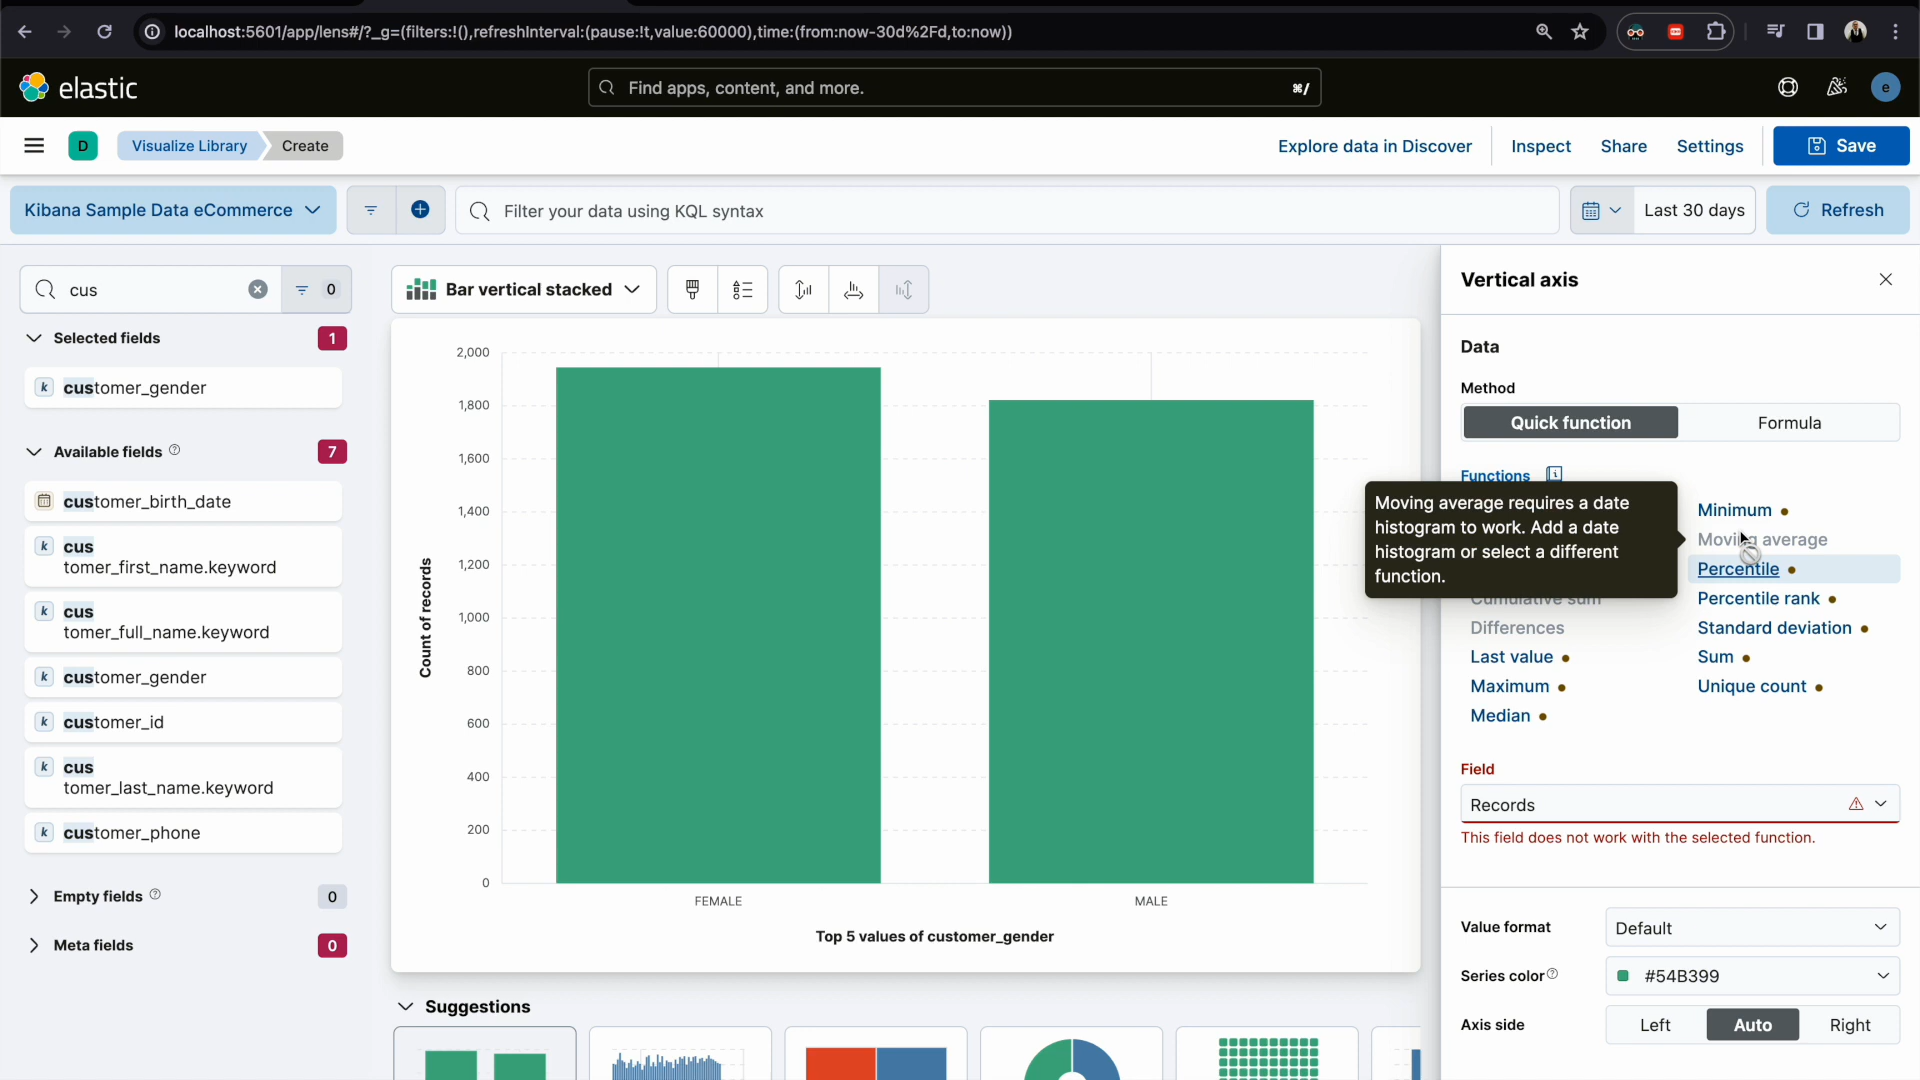 localhost:5601/app/lens#/?_g=(filters:!(),refreshInterval:(pause:!t,value:60000),time:(from:now-30d%2Fd,to:now))
elastic
Find apps, content, and more.
⌘/
e
D
Visualize Library
Create
Explore data in Discover
Inspect
Share
Settings
Save
Kibana Sample Data eCommerce
Filter your data using KQL syntax
Last 30 days
Refresh
cus
0
Selected fields
1
k customer_gender
Available fields
7
customer_birth_date
k cus
tomer_first_name.keyword
k cus
tomer_full_name.keyword
k customer_gender
k customer_id
k cus
tomer_last_name.keyword
k customer_phone
Empty fields
0
Meta fields
0
Bar vertical stacked
2,000
1,800
1,600
1,400
1,200
1,000
800
600
400
200
0
Count of records
FEMALE
MALE
Top 5 values of customer_gender
Suggestions
Vertical axis
Data
Method
Quick function
Formula
Functions
Moving average requires a date
histogram to work. Add a date
histogram or select a different
function.
Cumulative sum
Differences
Last value
Maximum
Median
Minimum
Moving average
Percentile
Percentile rank
Standard deviation
Sum
Unique count
Field
Records
This field does not work with the selected function.
Value format
Default
Series color
#54B399
Axis side
Left
Auto
Right